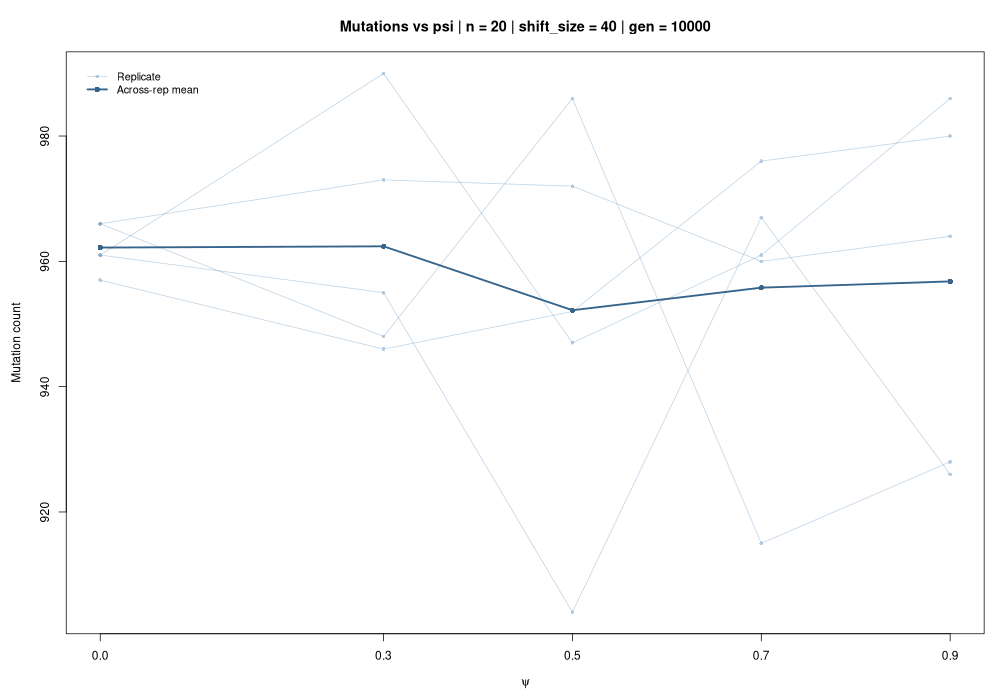 Mutations vs psi | n = 20 | shift_size = 40 | gen = 10000
Replicate
Across-rep mean
Mutation count
980
960
940
920
0.0 0.3 0.5 0.7 0.9
ψ